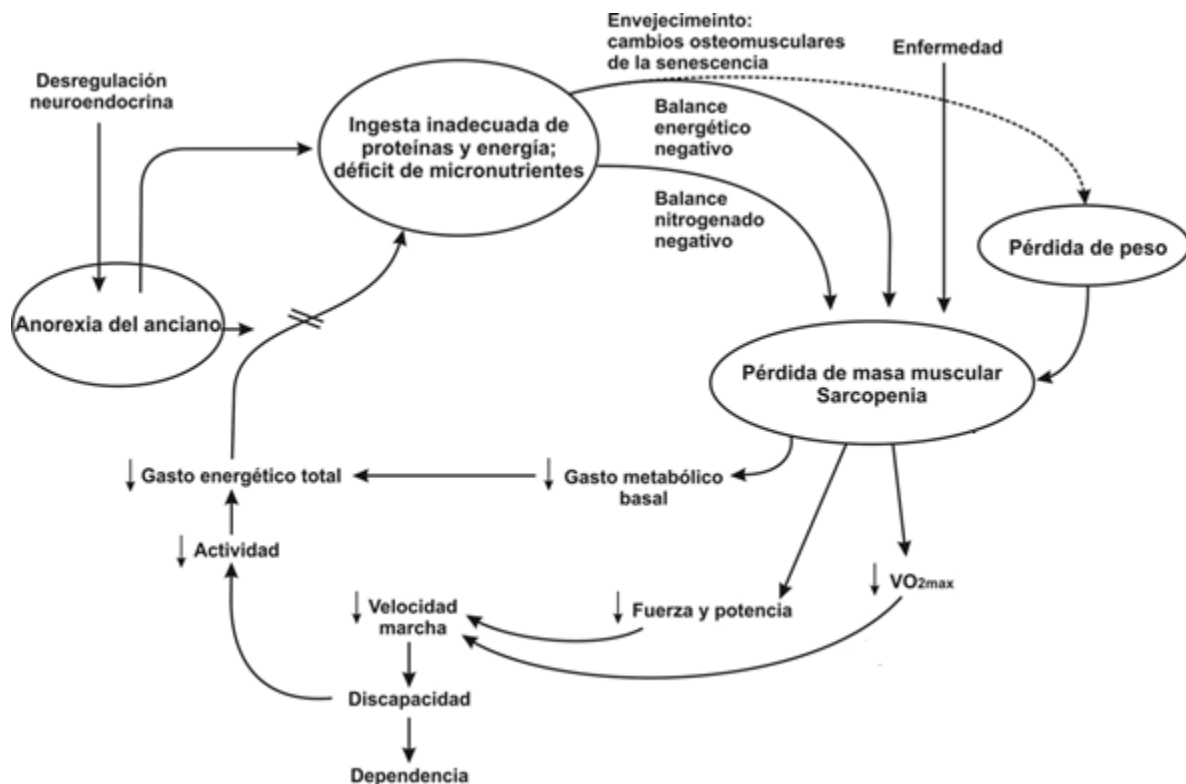 Envejecimeinto:
cambios osteomusculares
de la senescencia
Enfermedad
Desregulación
neuroendocrina
Ingesta inadecuada de
proteínas y energía;
déficit de micronutrientes
Balance
energético
negativo
Balance
nitrogenado
negativo
Pérdida de peso
Anorexia del anciano
Pérdida de masa muscular
Sarcopenia
↓ Gasto energético total
↓ Gasto metabólico
basal
↓ Actividad
↓ VO2max
↓ Velocidad
marcha
↓ Fuerza y potencia
Discapacidad
Dependencia